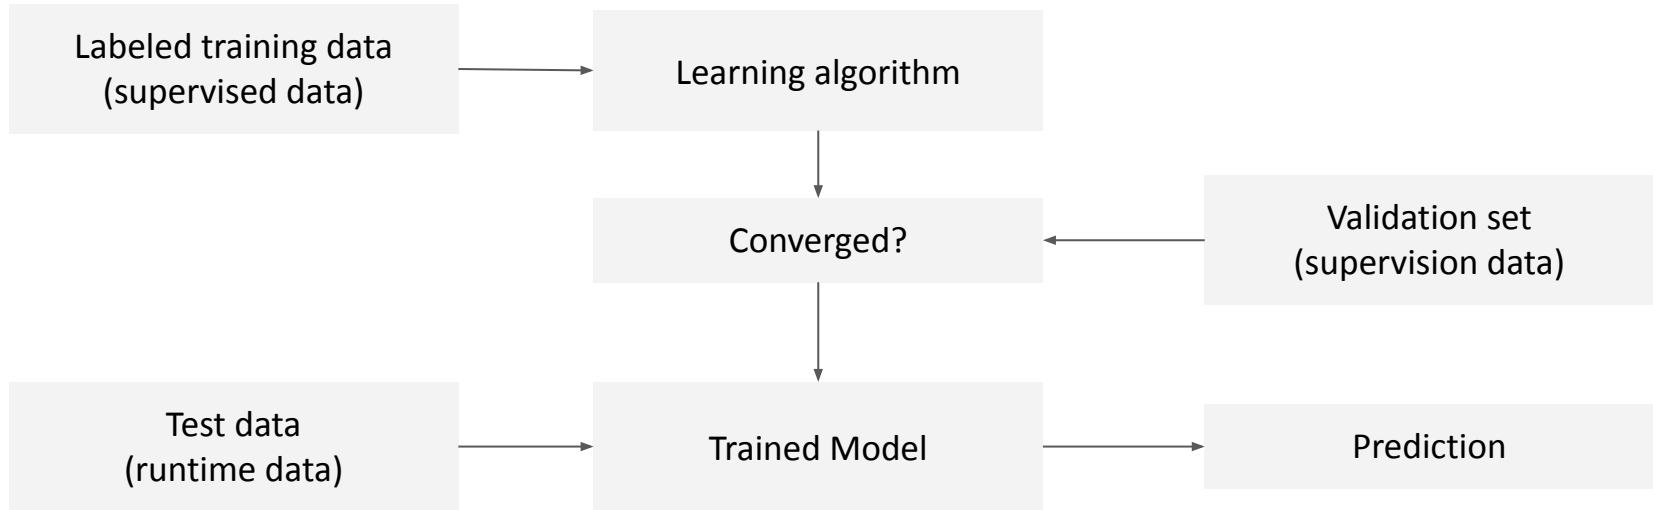 Labeled training data
(supervised data)
Learning algorithm
Converged?
Validation set
(supervision data)
Test data
(runtime data)
Trained Model
Prediction